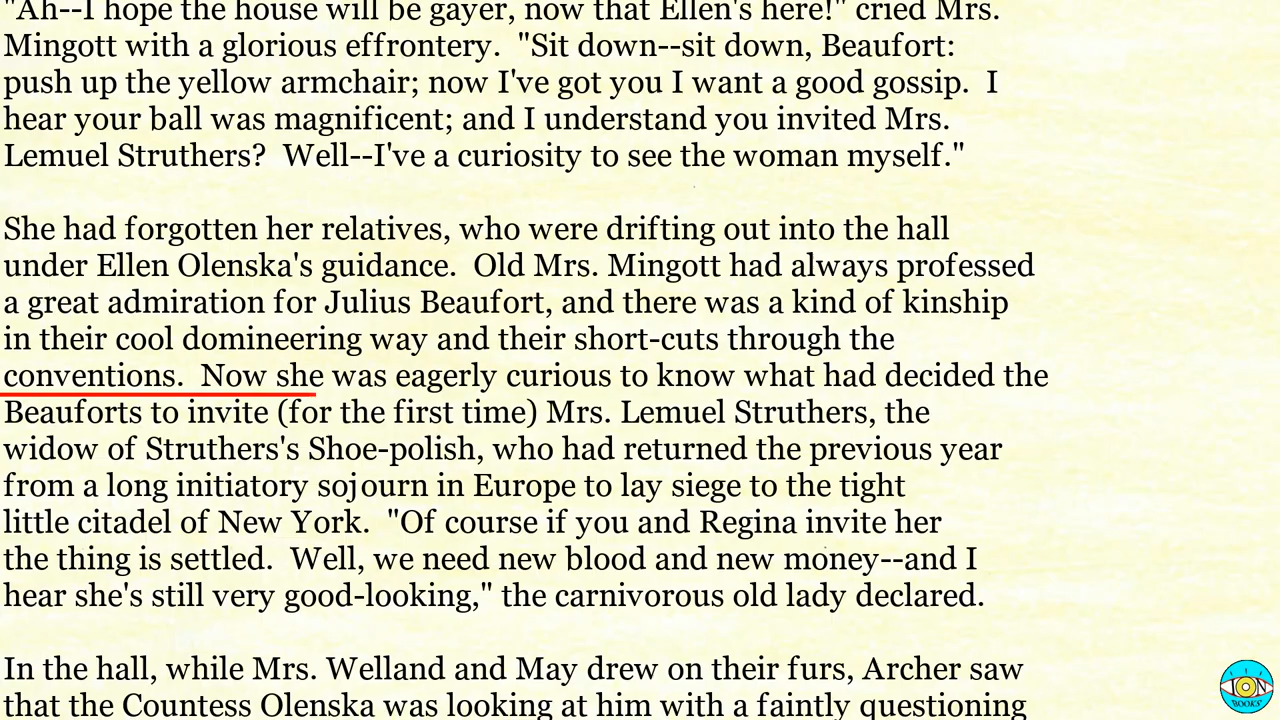 "Ah--I hope the house will be gayer, now that Ellen's here!" cried Mrs.
Mingott with a glorious effrontery.  "Sit down--sit down, Beaufort:
push up the yellow armchair; now I've got you I want a good gossip.  I
hear your ball was magnificent; and I understand you invited Mrs.
Lemuel Struthers?  Well--I've a curiosity to see the woman myself."

She had forgotten her relatives, who were drifting out into the hall
under Ellen Olenska's guidance.  Old Mrs. Mingott had always professed
a great admiration for Julius Beaufort, and there was a kind of kinship
in their cool domineering way and their short-cuts through the
conventions.  Now she was eagerly curious to know what had decided the
Beauforts to invite (for the first time) Mrs. Lemuel Struthers, the
widow of Struthers's Shoe-polish, who had returned the previous year
from a long initiatory sojourn in Europe to lay siege to the tight
little citadel of New York.  "Of course if you and Regina invite her
the thing is settled.  Well, we need new blood and new money--and I
hear she's still very good-looking," the carnivorous old lady declared.

In the hall, while Mrs. Welland and May drew on their furs, Archer saw
that the Countess Olenska was looking at him with a faintly questioning
ION
BOOKS